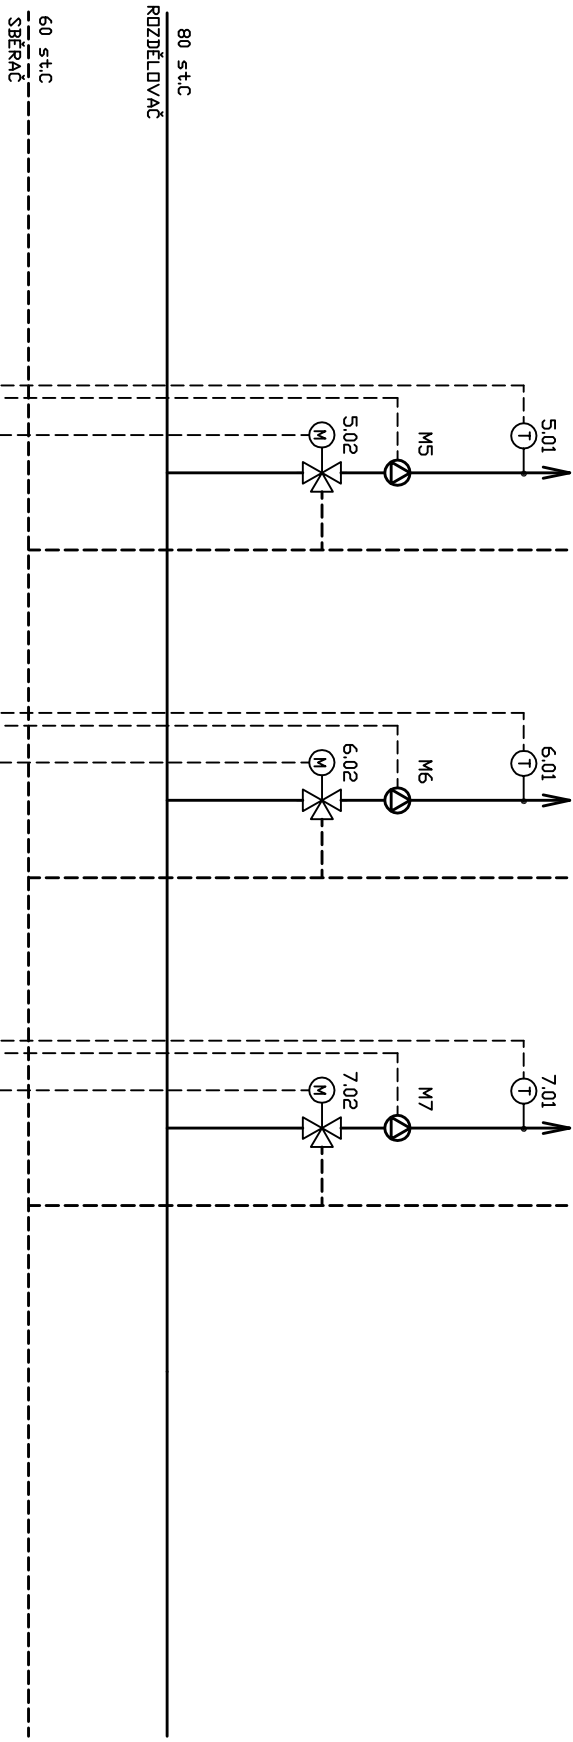 80 st.C
ROZDĚLOVAČ
60 st.C
SBĚRAČ
5.01
M5
5.02
6.01
M6
6.02
7.01
M7
7.02
T
M
T
M
T
M